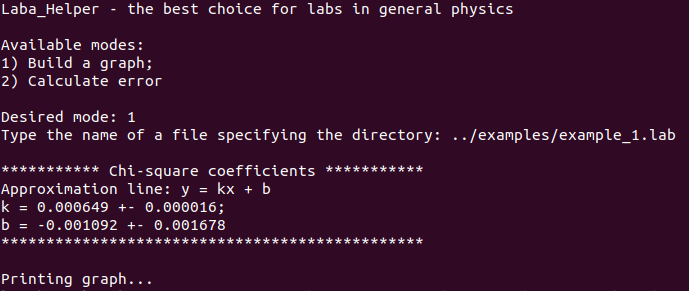 Laba_Helper - the best choice for labs in general physics
Available modes:
1) Build a graph;
2) Calculate error
Desired mode: 1
Type the name of a file specifying the directory: ../examples/example_1.lab
*********** Chi-square coefficients ***********
Approximation line: y = kx + b
k = 0.000649 +- 0.000016;
b = -0.001092 +- 0.001678
***********************************************
Printing graph...